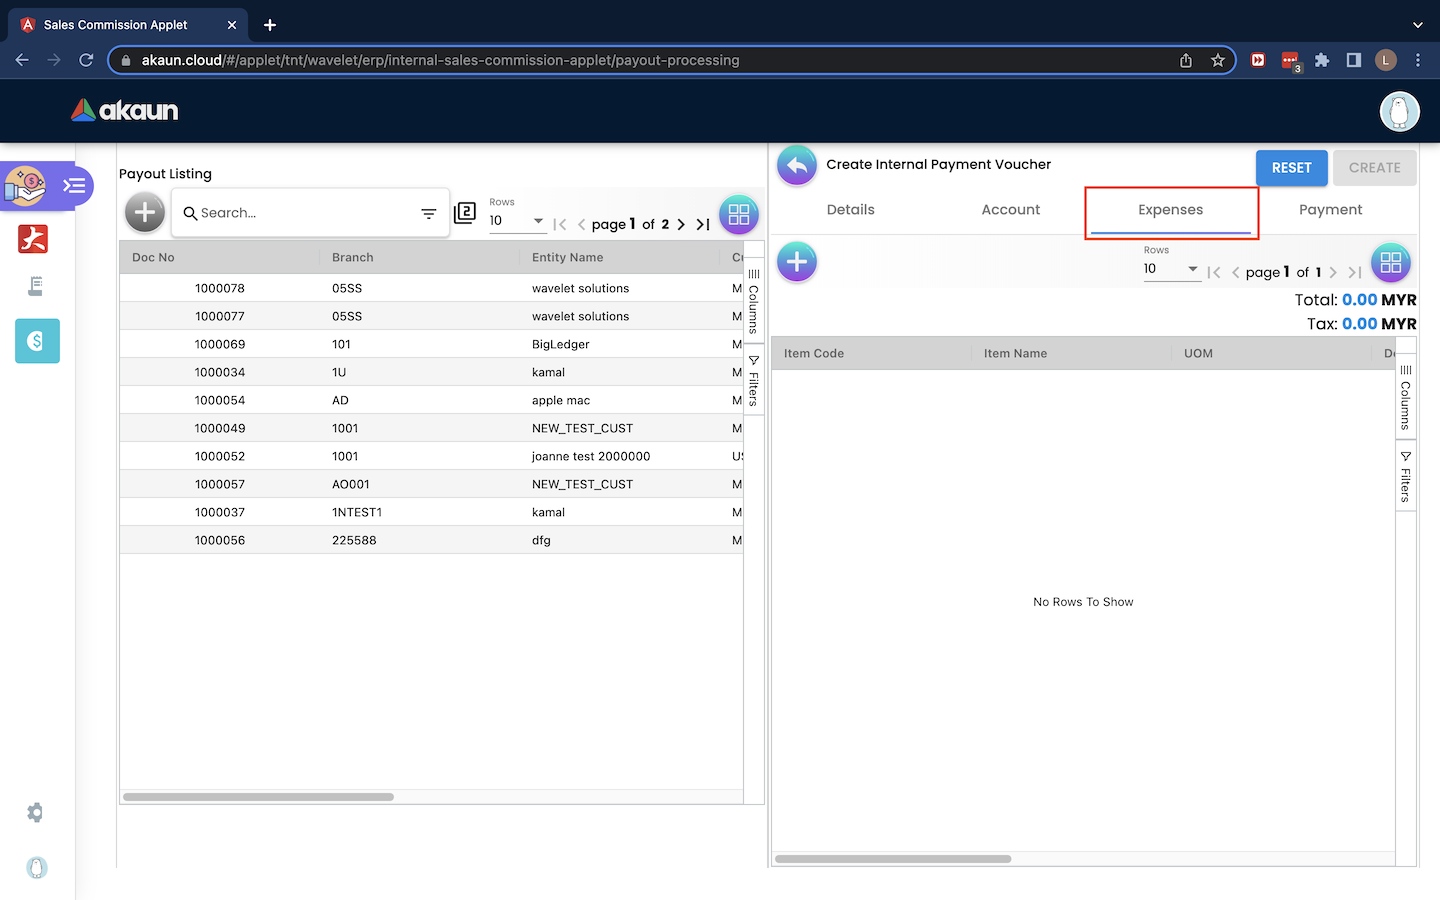 Sales Commission Applet
akaun.cloud/#/applet/tnt/wavelet/erp/internal-sales-commission-applet/payout-processing
3
L
akaun
Payout Listing
Search...
2
Rows
10
page 1 of 2
Doc No Branch Entity Name
1000078 05SS wavelet solutions M
1000077 05SS wavelet solutions M
1000069 101 BigLedger M
1000034 1U kamal M
1000054 AD apple mac M
1000049 1001 NEW_TEST_CUST M
1000052 1001 joanne test 2000000
1000057 AO001 NEW_TEST_CUST M
1000037 1NTEST1 kamal M
1000056 225588 dfg M
Columns
Filters
Create Internal Payment Voucher
RESET
CREATE
Details Account Expenses Payment
Rows
10
page 1 of 1
Total: 0.00 MYR
Tax: 0.00 MYR
Item Code Item Name UOM
No Rows To Show
Columns
Filters